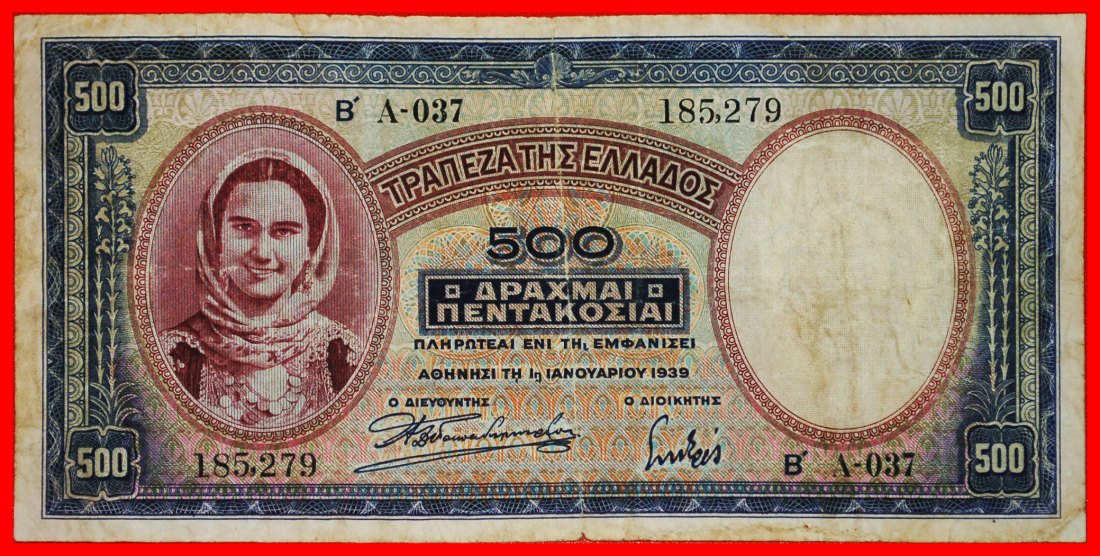 500
500
Β΄ Α-037
185,279
ΤΡΑΠΕΖΑ ΤΗΣ ΕΛΛΑΔΟΣ
500
ΔΡΑΧΜΑΙ
ΠΕΝΤΑΚΟΣΙΑΙ
ΠΛΗΡΩΤΕΑΙ ΕΝΙ ΤΗι ΕΜΦΑΝΙΣΕΙ
ΑΘΗΝΗΣΙ ΤΗ 1η ΙΑΝΟΥΑΡΙΟΥ 1939
Ο ΔΙΕΥΘΥΝΤΗΣ
Ο ΔΙΟΙΚΗΤΗΣ
185,279
Β΄ Α-037
500
500